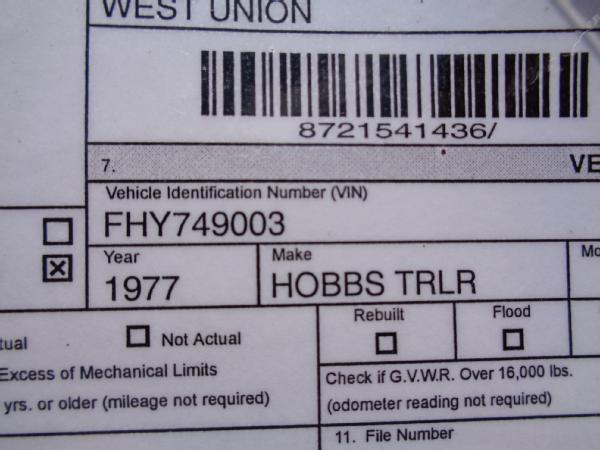 WEST UNION
8721541436/
7.
VE
Vehicle Identification Number (VIN)
FHY749003
Year
Make
Mo
1977
HOBBS TRLR
Rebuilt
Flood
tual
Not Actual
Excess of Mechanical Limits
Check if G.V.W.R. Over 16,000 lbs.
yrs. or older (mileage not required)
(odometer reading not required)
11. File Number